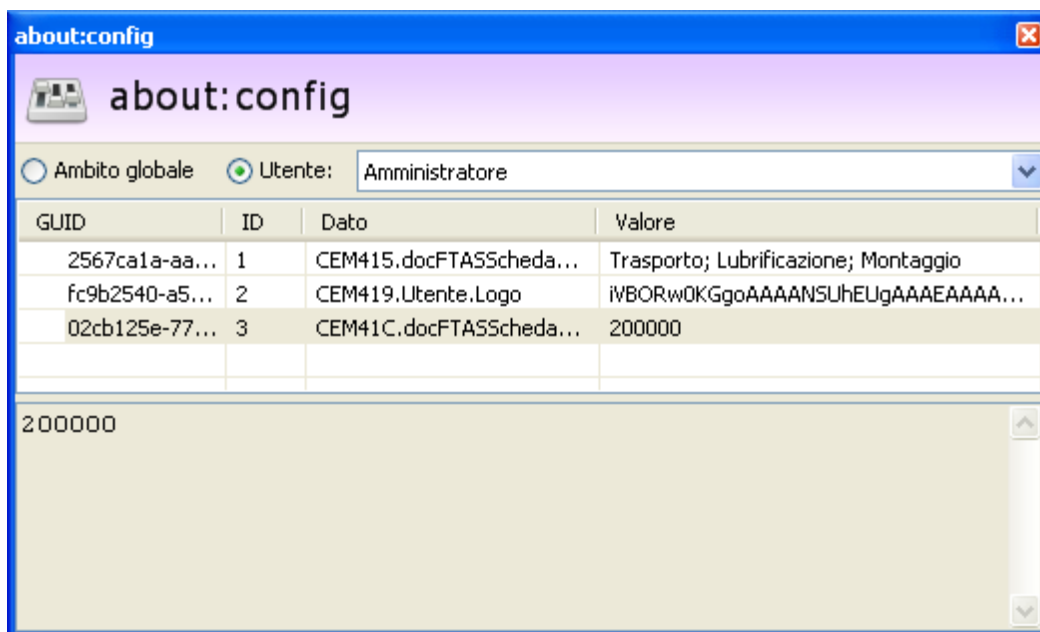 about:config
about:config
Ambito globale Utente: Amministratore
GUID ID Dato Valore
2567ca1a-aa... 1 CEM415.docFTASScheda... Trasporto; Lubrificazione; Montaggio
fc9b2540-a5... 2 CEM419.Utente.Logo iVBORw0KGgoAAAANSUhEUgAAAEAAAA...
02cb125e-77... 3 CEM41C.docFTASScheda... 200000
200000